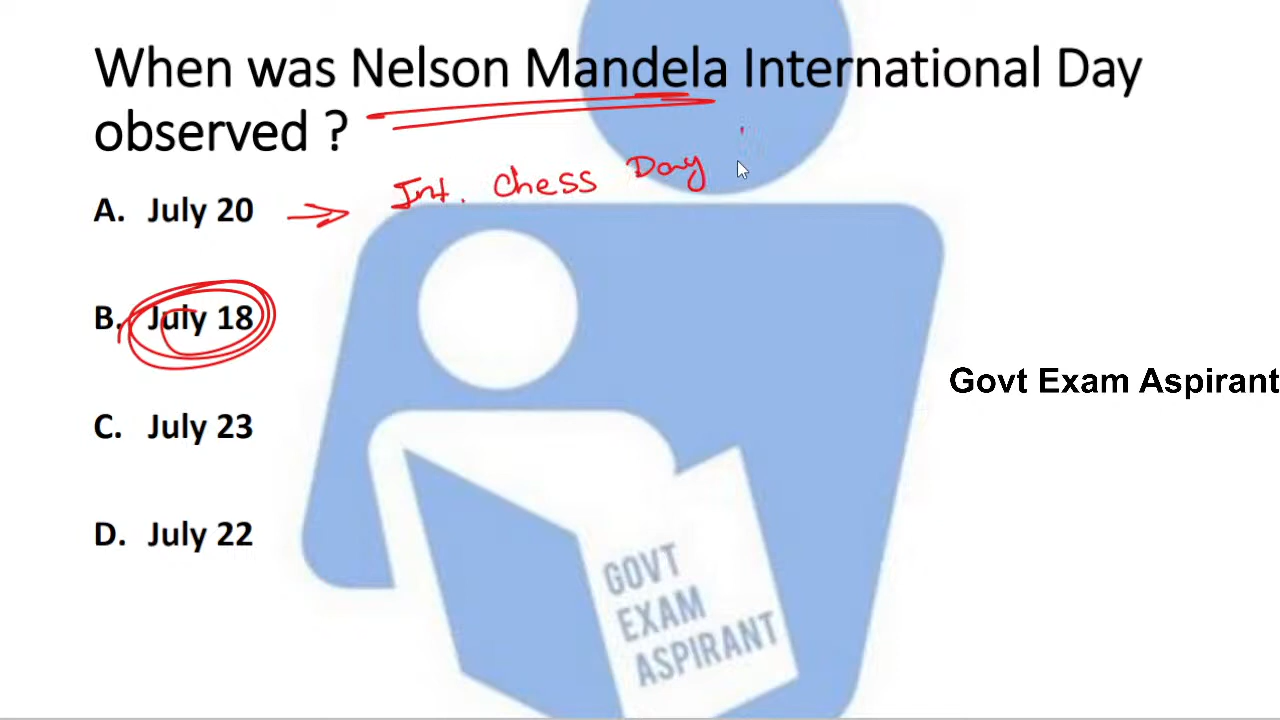 When was Nelson Mandela International Day
observed ?
Int. Chess Day
A. July 20
B. July 18
Govt Exam Aspirant
C. July 23
D. July 22
GOVT
EXAM
ASPIRANT